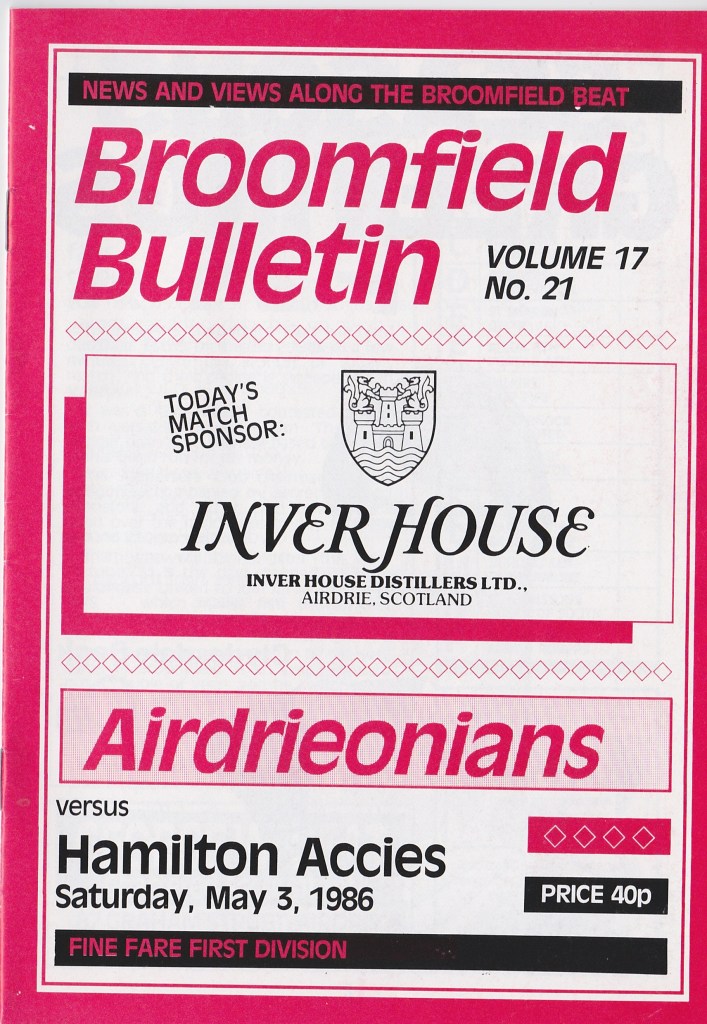 NEWS AND VIEWS ALONG THE BROOMFIELD BEAT
Broomfield
Bulletin
VOLUME 17
No. 21
TODAY'S
MATCH
SPONSOR:
INVER HOUSE
INVER HOUSE DISTILLERS LTD.,
AIRDRIE, SCOTLAND
Airdrieonians
versus
Hamilton Accies
Saturday, May 3, 1986
PRICE 40p
FINE FARE FIRST DIVISION